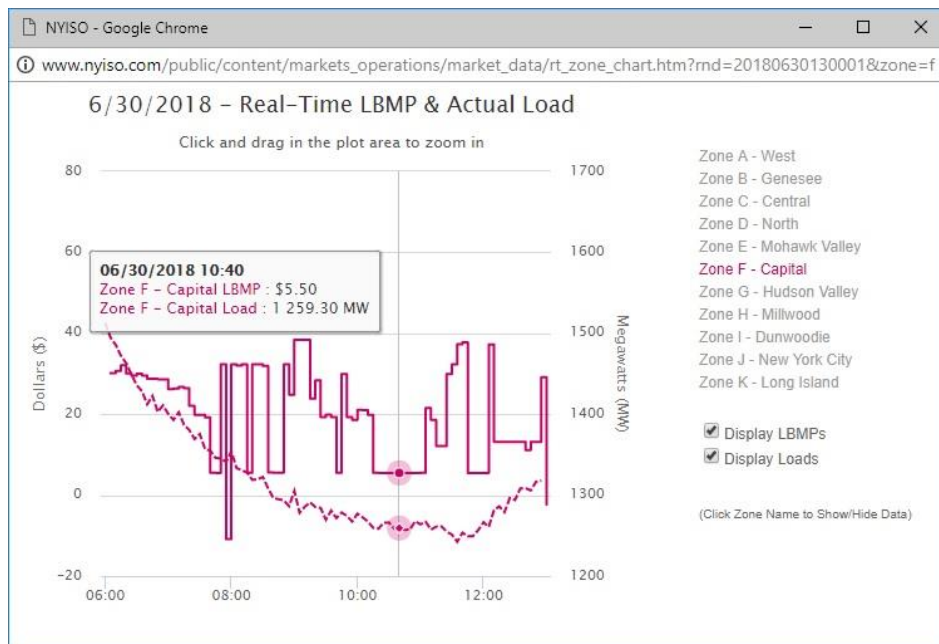 NYISO - Google Chrome
www.nyiso.com/public/content/markets_operations/market_data/rt_zone_chart.htm?rnd=20180630130001&zone=f
6/30/2018 - Real-Time LBMP & Actual Load
Click and drag in the plot area to zoom in
80
60
40
20
0
-20
Dollars ($)
06/30/2018 10:40
Zone F - Capital LBMP : $5.50
Zone F - Capital Load : 1 259.30 MW
1700
1600
1500
1400
1300
1200
Megawatts (MW)
06:00
08:00
10:00
12:00
Zone A - West
Zone B - Genesee
Zone C - Central
Zone D - North
Zone E - Mohawk Valley
Zone F - Capital
Zone G - Hudson Valley
Zone H - Millwood
Zone I - Dunwoodie
Zone J - New York City
Zone K - Long Island
Display LBMPs
Display Loads
(Click Zone Name to Show/Hide Data)